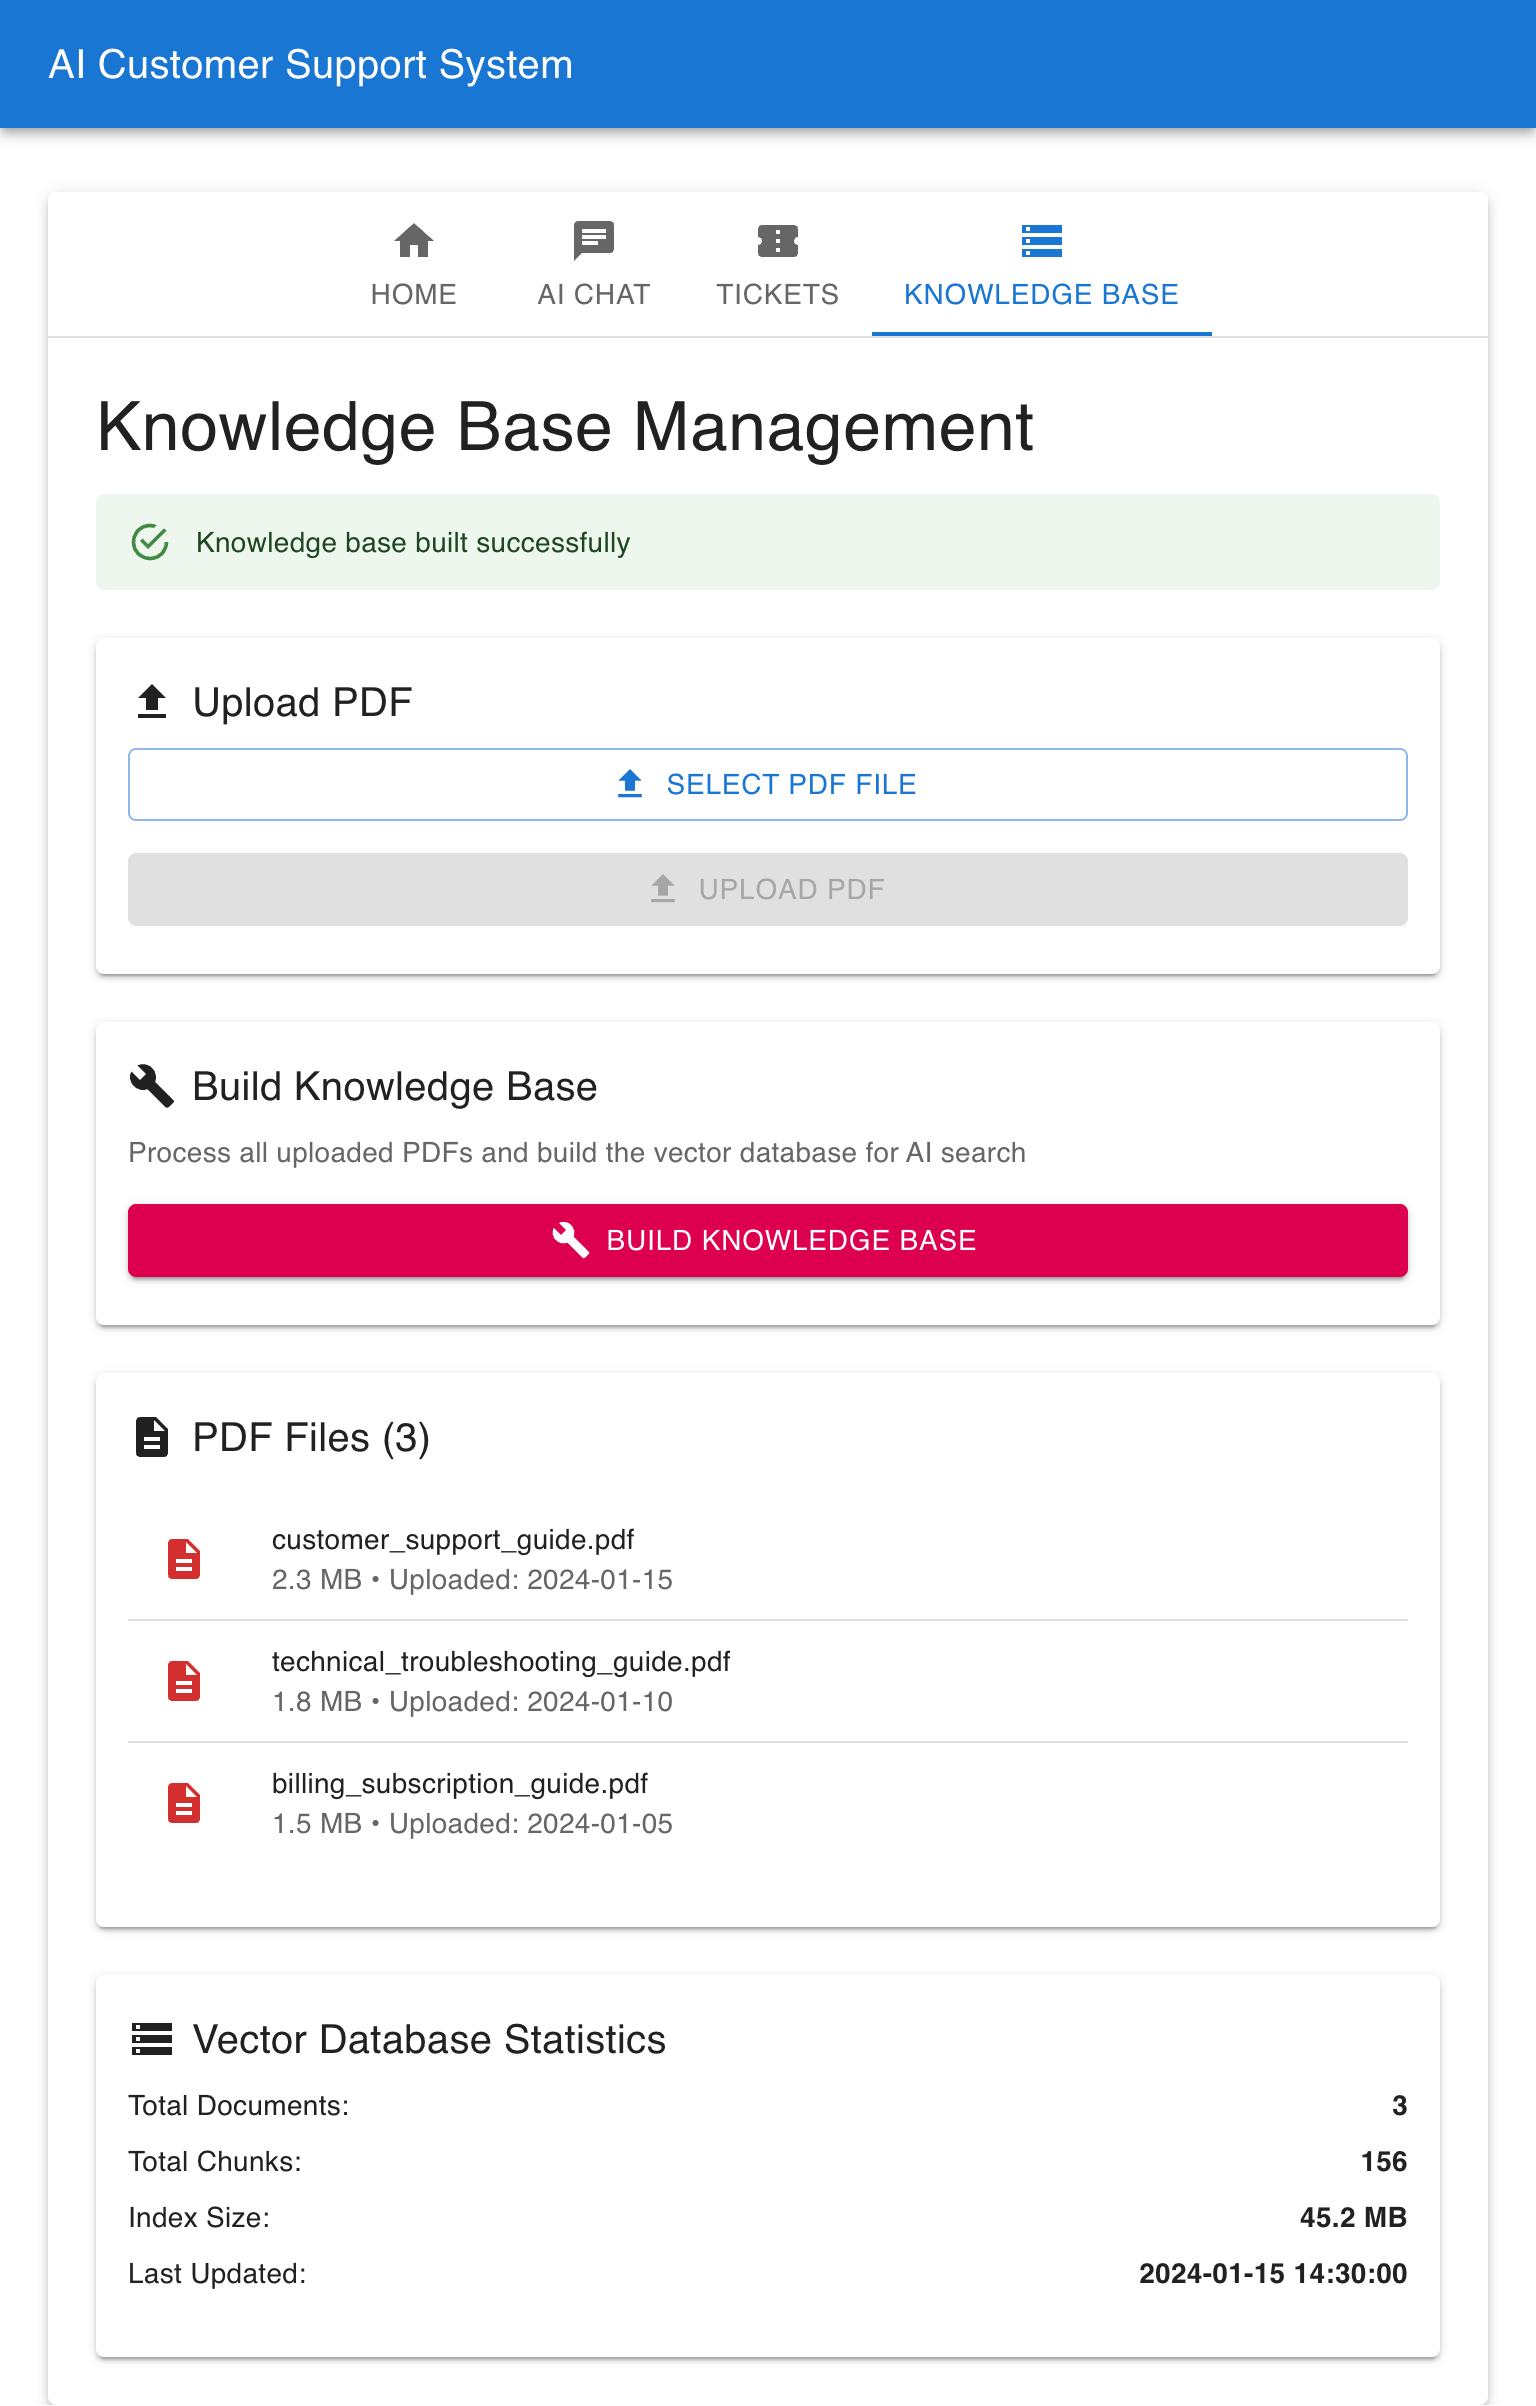 AI Customer Support System
HOME
AI CHAT
TICKETS
KNOWLEDGE BASE
Knowledge Base Management
Knowledge base built successfully
Upload PDF
SELECT PDF FILE
UPLOAD PDF
Build Knowledge Base
Process all uploaded PDFs and build the vector database for AI search
BUILD KNOWLEDGE BASE
PDF Files (3)
customer_support_guide.pdf
2.3 MB • Uploaded: 2024-01-15
technical_troubleshooting_guide.pdf
1.8 MB • Uploaded: 2024-01-10
billing_subscription_guide.pdf
1.5 MB • Uploaded: 2024-01-05
Vector Database Statistics
Total Documents: 3
Total Chunks: 156
Index Size: 45.2 MB
Last Updated: 2024-01-15 14:30:00